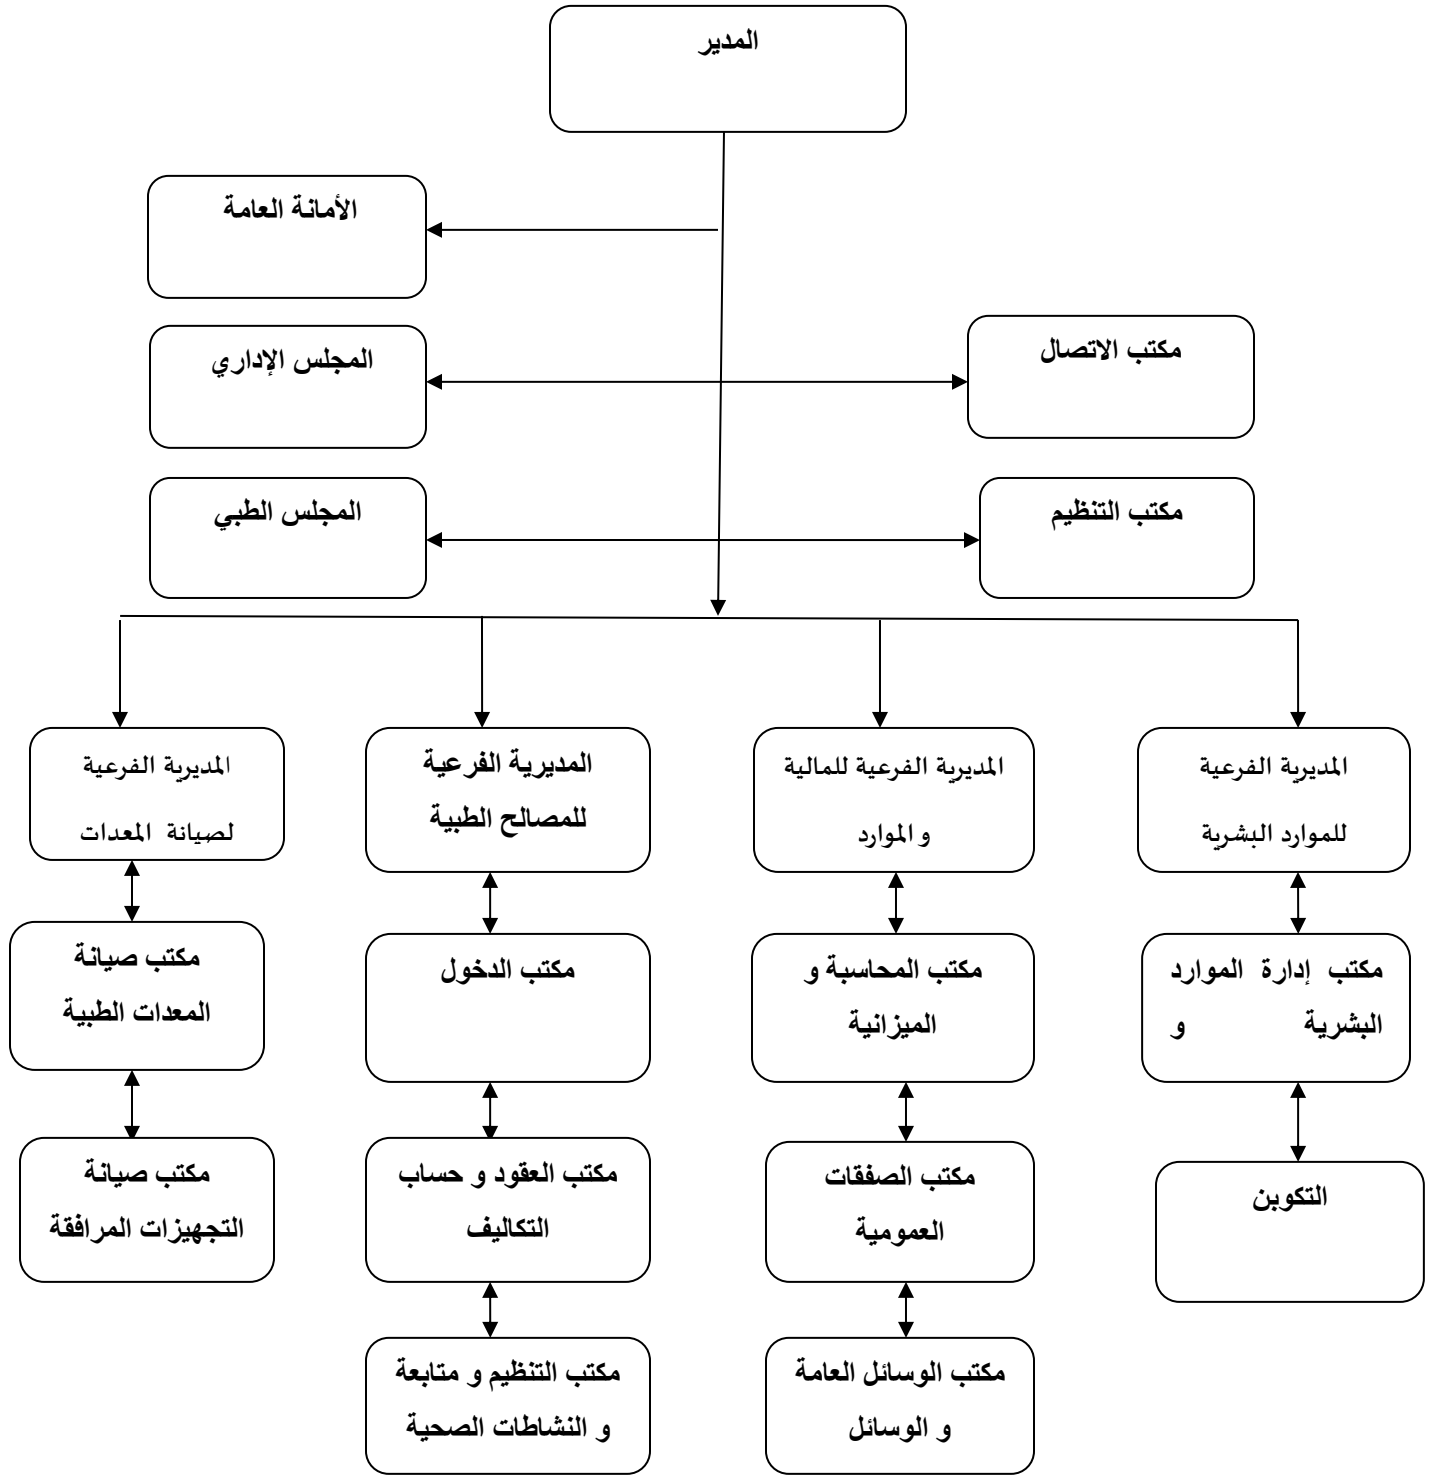 المدير
الأمانة العامة
مكتب الاتصال
المجلس الإداري
مكتب التنظيم
المجلس الطبي
المديرية الفرعية
للموارد البشرية
المديرية الفرعية للمالية
و الموارد
المديرية الفرعية
للمصالح الطبية
المديرية الفرعية
لصيانة المعدات
مكتب إدارة الموارد
البشرية و
مكتب المحاسبة و
الميزانية
مكتب الدخول
مكتب صيانة
المعدات الطبية
التكوبن
مكتب الصفقات
العمومية
مكتب العقود و حساب
التكاليف
مكتب صيانة
التجهيزات المرافقة
مكتب الوسائل العامة
و الوسائل
مكتب التنظيم و متابعة
و النشاطات الصحية